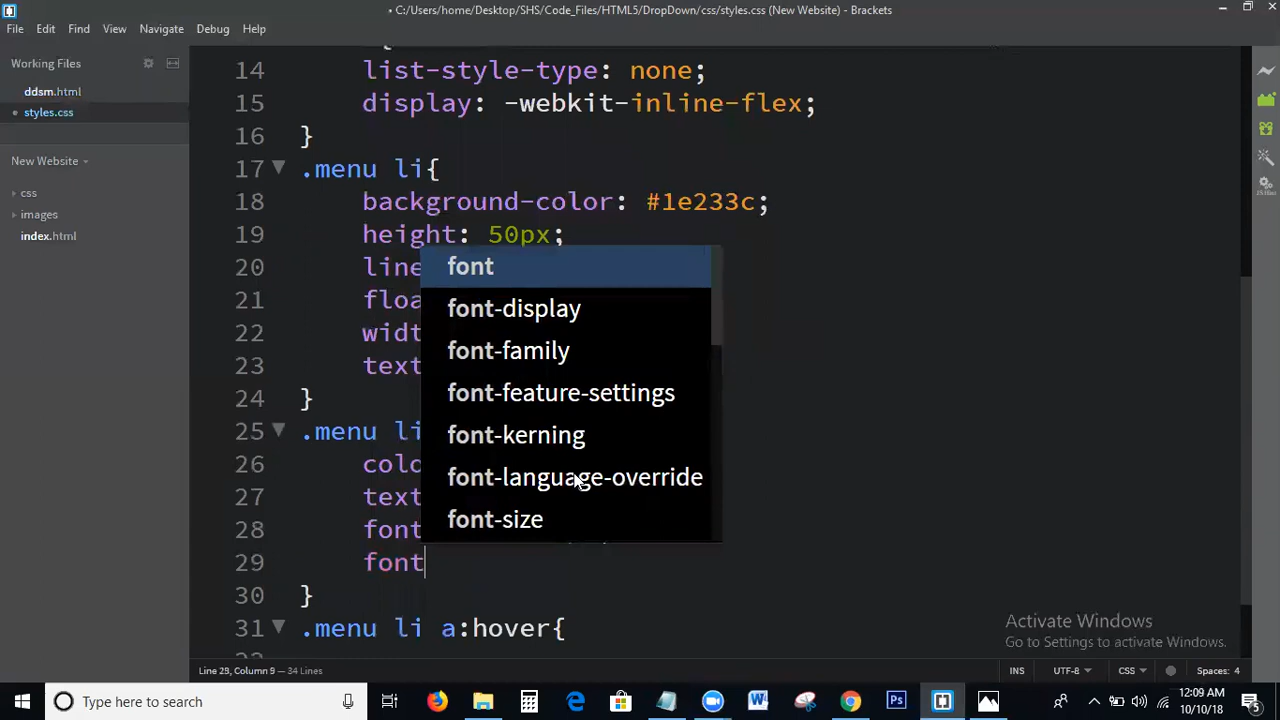 • C:/Users/home/Desktop/SHS/Code_Files/HTML5/DropDown/css/styles.css (New Website) - Brackets
File Edit Find View Navigate Debug Help
Working Files
ddsm.html
styles.css
New Website
css
images
index.html
14 list-style-type: none;
15 display: -webkit-inline-flex;
16 }
17 .menu li{
18 background-color: #1e233c;
19 height: 50px;
20 line
21 floa
22 widt
23 text
24 }
25 .menu li
26 colo
27 text
28 font
29 font
30 }
31 .menu li a:hover{
font
font-display
font-family
font-feature-settings
font-kerning
font-language-override
font-size
Activate Windows
Go to Settings to activate Windows.
Line 29, Column 9 — 34 Lines
INS UTF-8 CSS Spaces: 4
Type here to search
12:09 AM
10/10/18
5